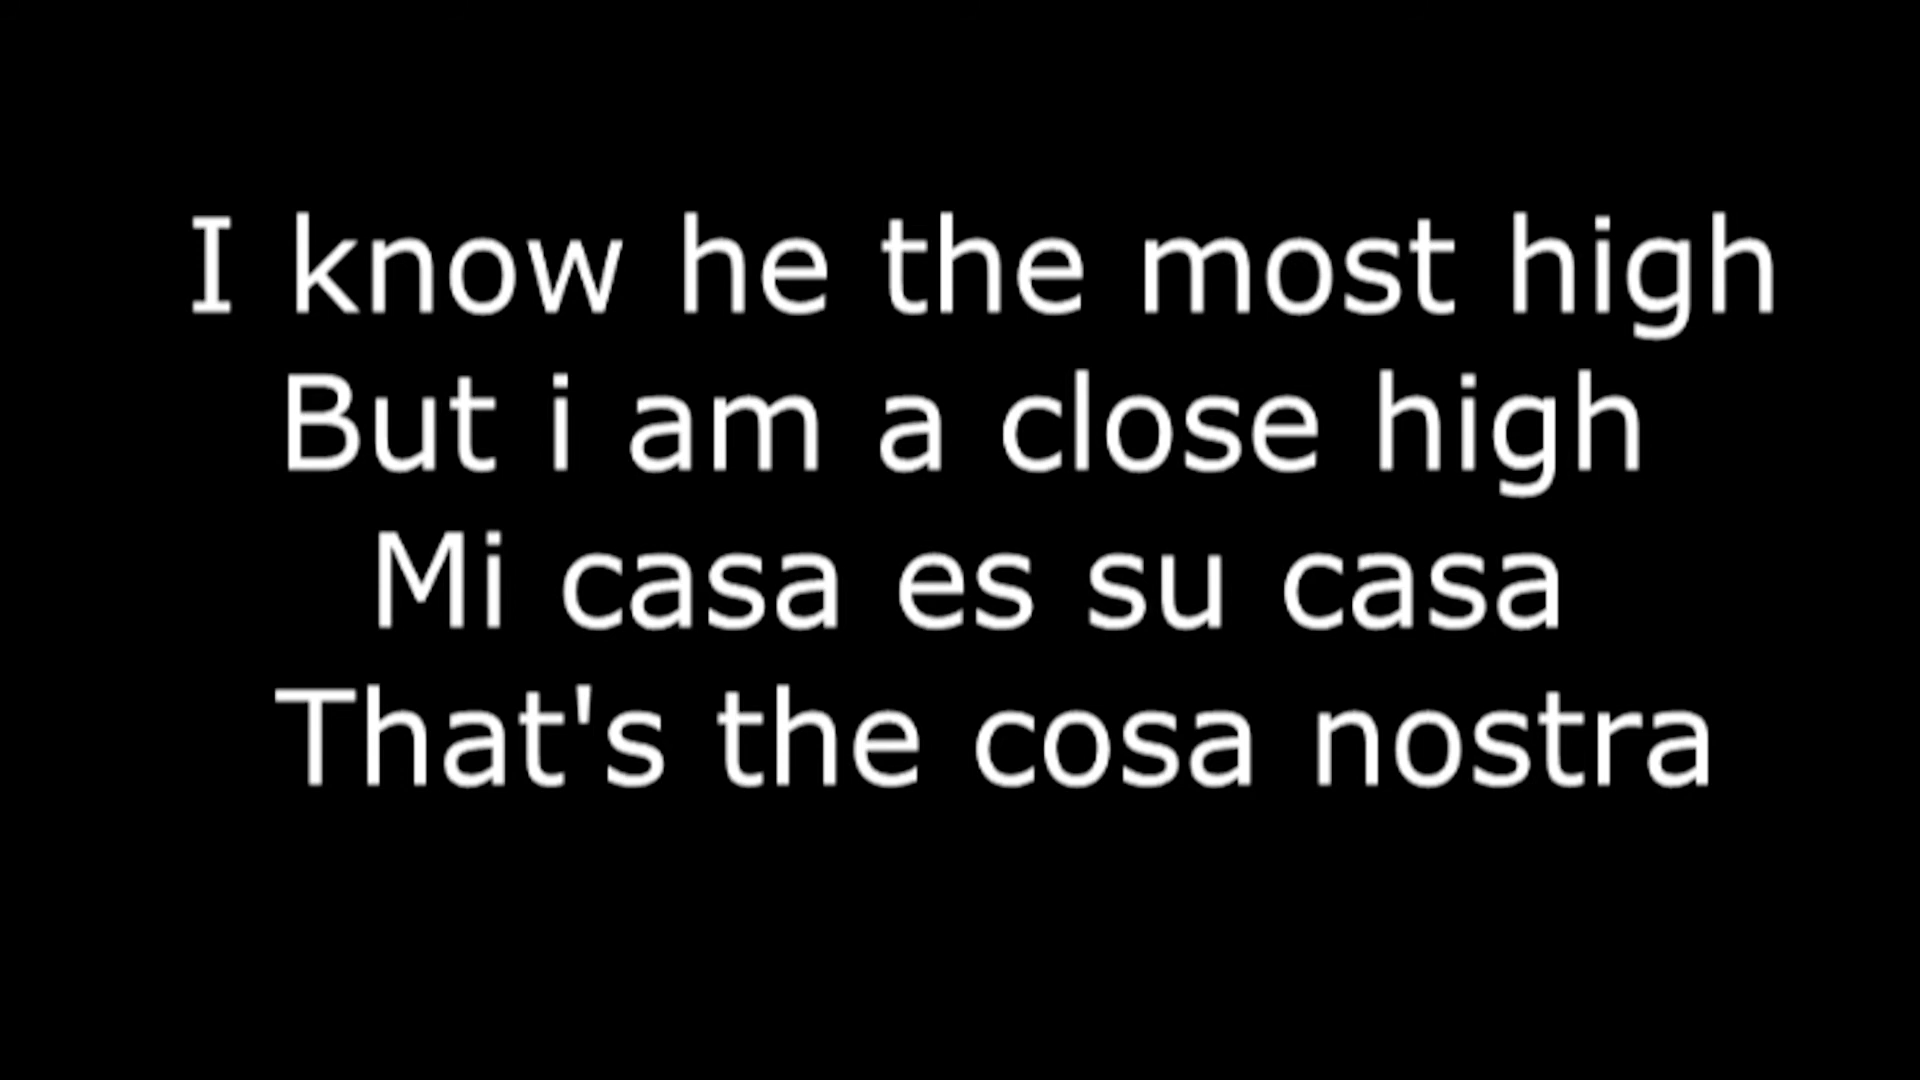 I know he the most high
But i am a close high
Mi casa es su casa
That's the cosa nostra